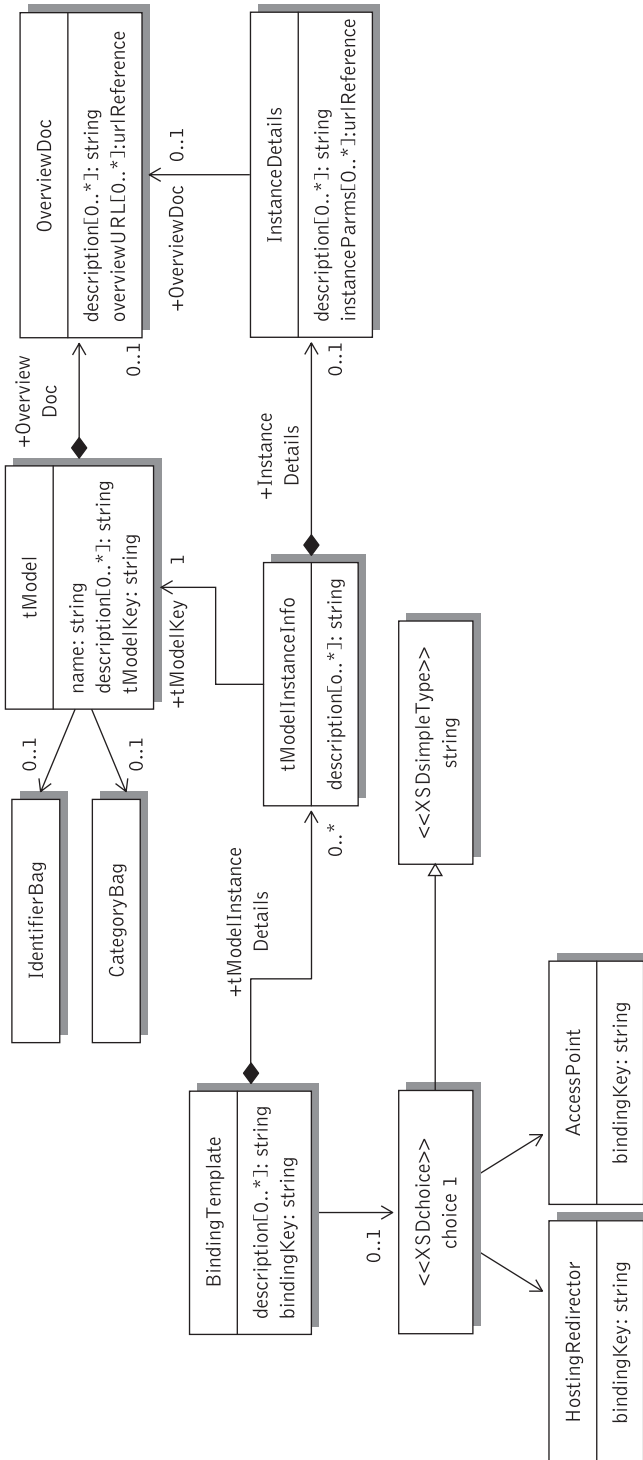 IdentifierBag
CategoryBag
0..1
0..1
tModel
name: string
description[0..*]: string
tModelKey: string
+Overview
Doc
0..1
OverviewDoc
description[0..*]: string
overviewURL[0..*]:urlReference
+tModelKey
1
+OverviewDoc
0..1
BindingTemplate
description[0..*]: string
bindingKey: string
+tModelInstance
Details
0..*
tModelInstanceInfo
description[0..*]: string
+Instance
Details
0..1
InstanceDetails
description[0..*]: string
instanceParms[0..*]:urlReference
0..1
<<XSDchoice>>
choice 1
<<XSDsimpleType>>
string
HostingRedirector
bindingKey: string
AccessPoint
bindingKey: string